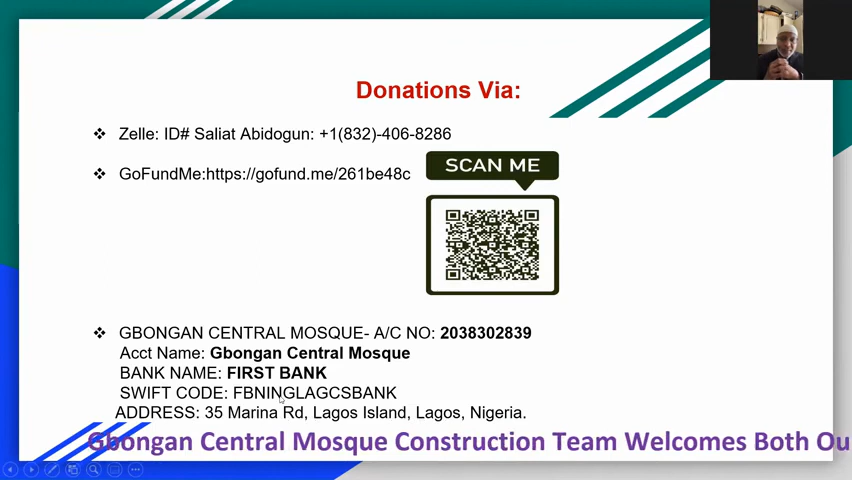 Donations Via:
❖ Zelle: ID# Saliat Abidogun: +1(832)-406-8286
❖ GoFundMe:https://gofund.me/261be48c
SCAN ME
❖ GBONGAN CENTRAL MOSQUE- A/C NO: 2038302839
Acct Name: Gbongan Central Mosque
BANK NAME: FIRST BANK
SWIFT CODE: FBNINGLAGCSBANK
ADDRESS: 35 Marina Rd, Lagos Island, Lagos, Nigeria.
Gbongan Central Mosque Construction Team Welcomes Both Ou